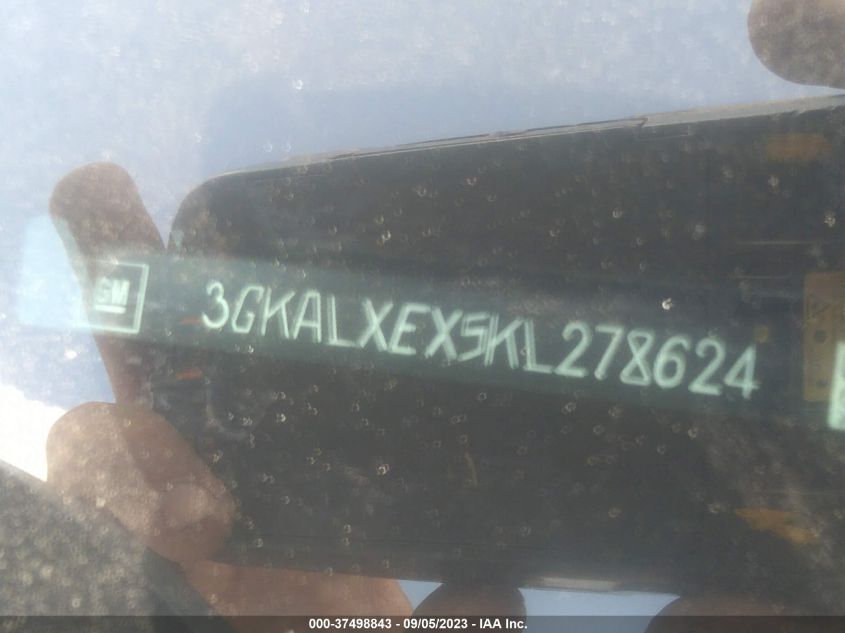 GM
3GKALXEX5KL278624
000-37498843 - 09/05/2023 - IAA Inc.